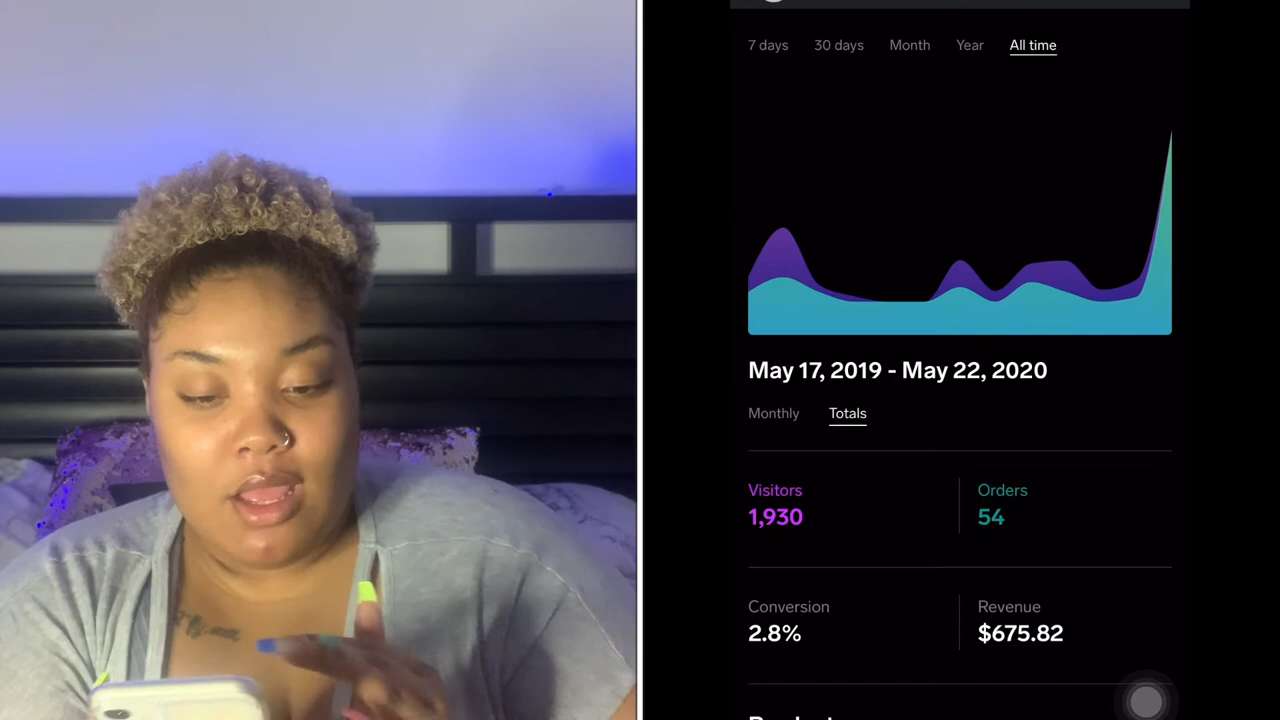 7 days 30 days Month Year All time
May 17, 2019 - May 22, 2020
Monthly Totals
Visitors Orders
1,930 54
Conversion Revenue
2.8% $675.82